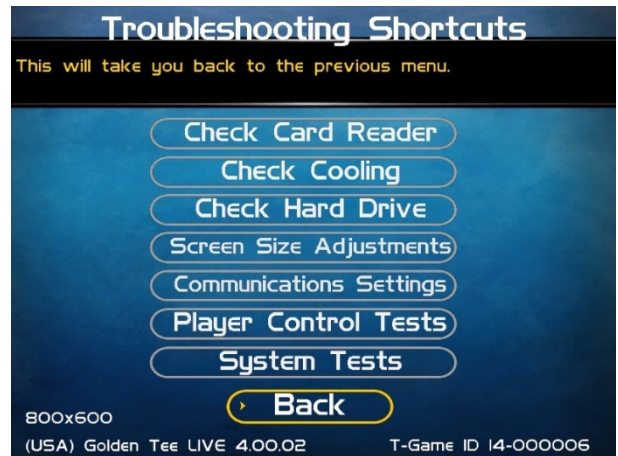 Troubleshooting Shortcuts
This will take you back to the previous menu.
Check Card Reader
Check Cooling
Check Hard Drive
Screen Size Adjustments
Communications Settings
Player Control Tests
System Tests
Back
800x600
(USA) Golden Tee LIVE 4.00.02 T-Game ID 14-000006